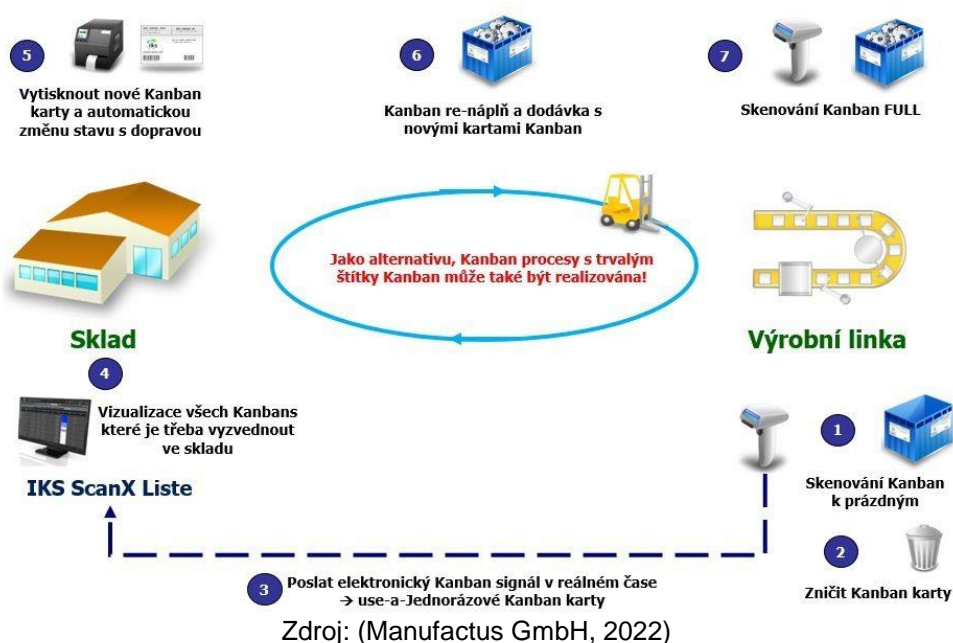 5
iks
Vytisknout nové Kanban
karty a automatickou
změnu stavu s dopravou
6
Kanban re-náplň a dodávka s
novými kartami Kanban
7
Skenování Kanban FULL
Jako alternativu, Kanban procesy s trvalým
štítky Kanban může také být realizována!
Sklad
Výrobní linka
4
Vizualizace všech Kanbans
které je třeba vyzvednout
ve skladu
IKS ScanX Liste
1
Skenování Kanban
k prázdným
2
Zničit Kanban karty
3
Poslat elektronický Kanban signál v reálném čase
→ use-a-Jednorázové Kanban karty
Zdroj: (Manufactus GmbH, 2022)